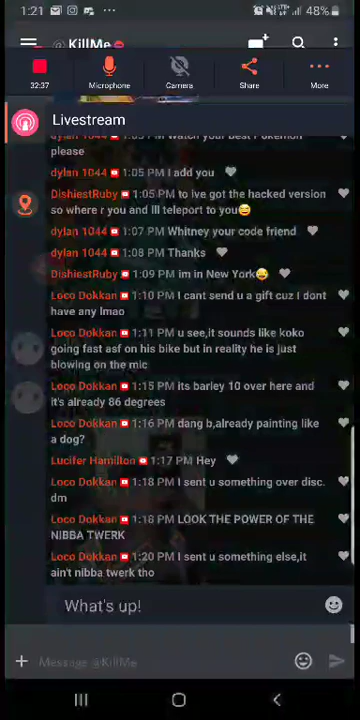 1:21
48%
@KillMe
32:37
Microphone
Camera
Share
More
Livestream
dylan 1044 1:05 PM Watch your Best Pokemon
please
dylan 1044 1:05 PM I add you
DishiestRuby 1:05 PM to ive got the hacked version
so where r you and Ill teleport to you😅
dylan 1044 1:07 PM Whitney your code friend
dylan 1044 1:08 PM Thanks
DishiestRuby 1:09 PM im in New York😅
Loco Dokkan 1:10 PM I cant send u a gift cuz I dont
have any lmao
Loco Dokkan 1:11 PM u see,it sounds like koko
going fast asf on his bike but in reality he is just
blowing on the mic
Loco Dokkan 1:15 PM its barley 10 over here and
it's already 86 degrees
Loco Dokkan 1:16 PM dang b,already painting like
a dog?
Lucifer Hamilton 1:17 PM Hey
Loco Dokkan 1:18 PM I sent u something over disc.
dm
Loco Dokkan 1:18 PM LOOK THE POWER OF THE
NIBBA TWERK
Loco Dokkan 1:20 PM I sent u something else,it
ain't nibba twerk tho
What's up!
Message @KillMe